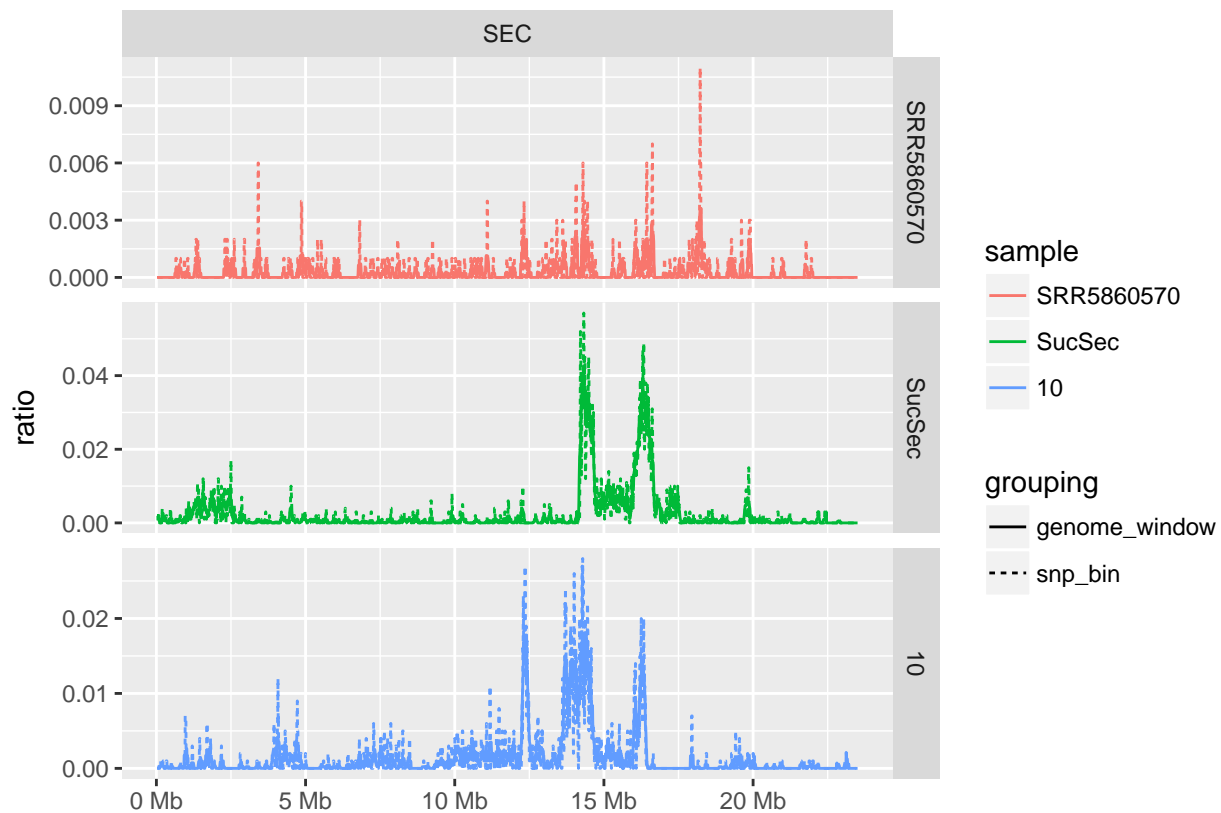 SEC
0.009
0.006
0.003
0.000
SRR5860570
0.04
0.02
0.00
SucSec
0.02
0.01
0.00
10
ratio
0 Mb
5 Mb
10 Mb
15 Mb
20 Mb
sample
SRR5860570
SucSec
10
grouping
genome_window
snp_bin